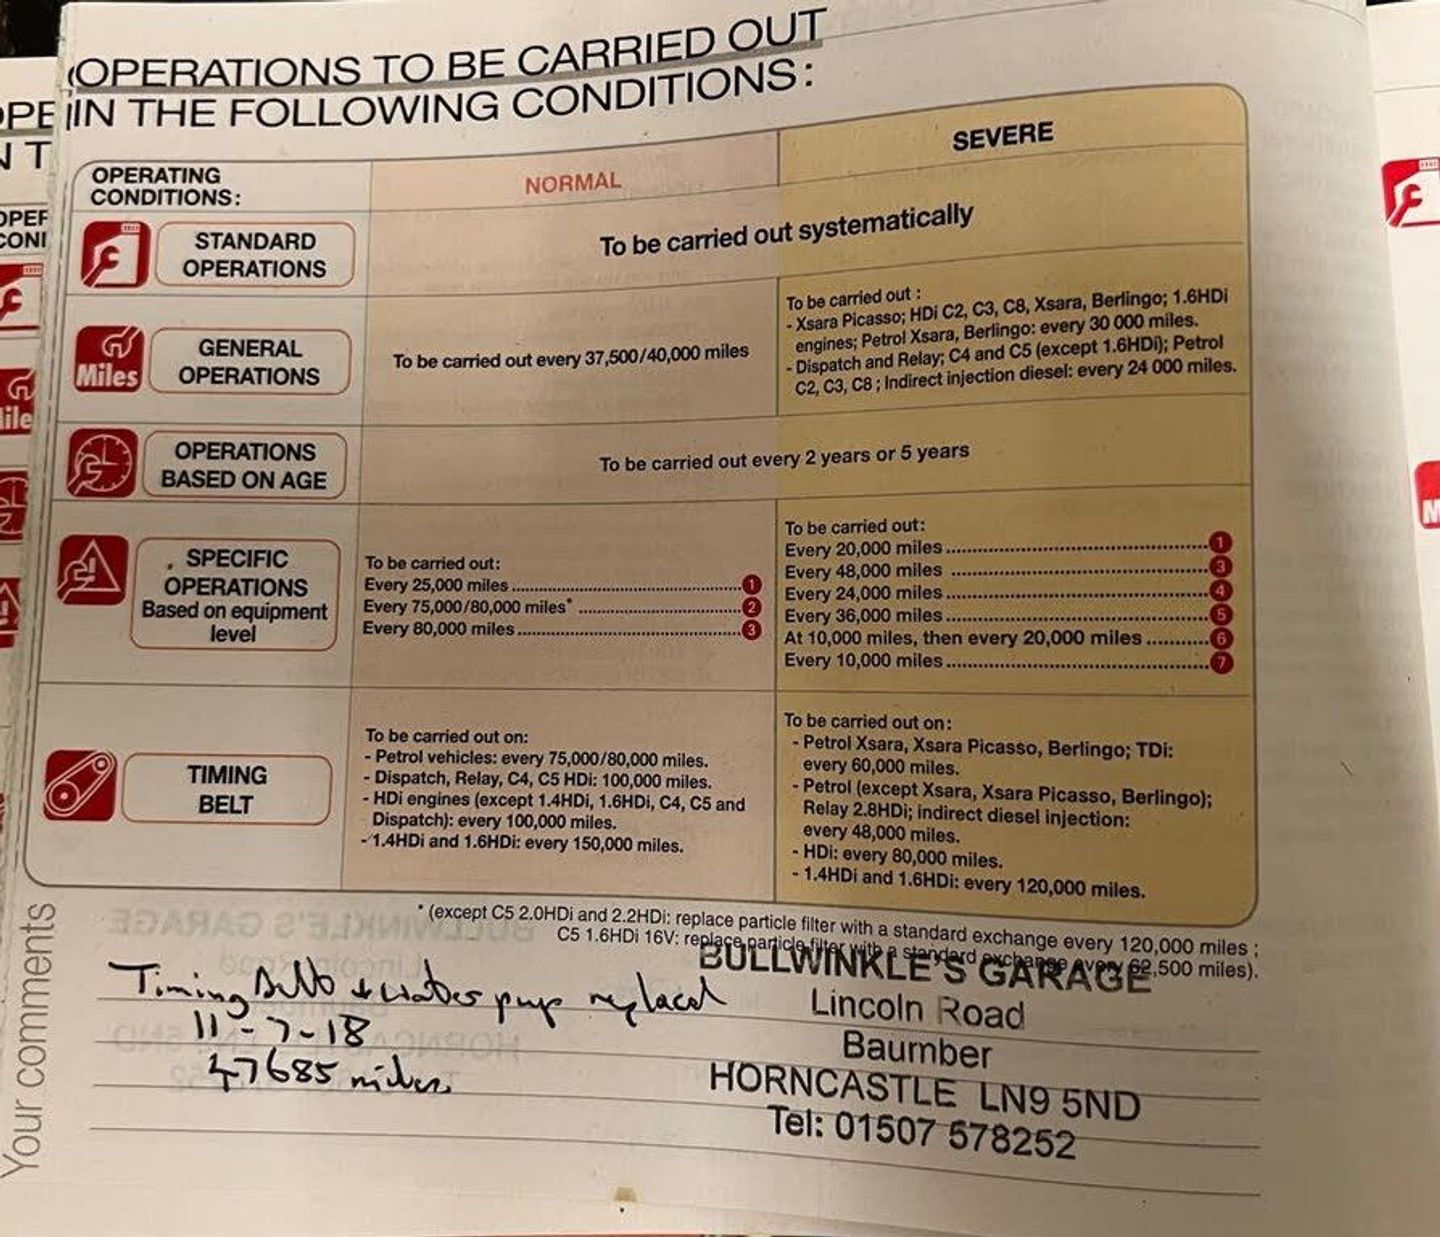 OPERATIONS TO BE CARRIED OUT
IN THE FOLLOWING CONDITIONS:
OPERATING
CONDITIONS:
NORMAL
SEVERE
STANDARD
OPERATIONS
To be carried out systematically
Miles
GENERAL
OPERATIONS
To be carried out every 37,500/40,000 miles
To be carried out :
- Xsara Picasso; HDi C2, C3, C8, Xsara, Berlingo; 1.6HDi
engines; Petrol Xsara, Berlingo: every 30 000 miles.
- Dispatch and Relay; C4 and C5 (except 1.6HDi); Petrol
C2, C3, C8 ; Indirect injection diesel: every 24 000 miles.
OPERATIONS
BASED ON AGE
To be carried out every 2 years or 5 years
SPECIFIC
OPERATIONS
Based on equipment
level
To be carried out:
Every 25,000 miles ........ 1
Every 75,000/80,000 miles* ........ 2
Every 80,000 miles ........ 3
To be carried out:
Every 20,000 miles ........ 1
Every 48,000 miles ........ 3
Every 24,000 miles ........ 4
Every 36,000 miles ........ 5
At 10,000 miles, then every 20,000 miles ........ 6
Every 10,000 miles ........ 7
TIMING
BELT
To be carried out on:
- Petrol vehicles: every 75,000/80,000 miles.
- Dispatch, Relay, C4, C5 HDi: 100,000 miles.
- HDi engines (except 1.4HDi, 1.6HDi, C4, C5 and
Dispatch): every 100,000 miles.
- 1.4HDi and 1.6HDi: every 150,000 miles.
To be carried out on:
- Petrol Xsara, Xsara Picasso, Berlingo; TDi:
every 60,000 miles.
- Petrol (except Xsara, Xsara Picasso, Berlingo);
Relay 2.8HDi; indirect diesel injection:
every 48,000 miles.
- HDi: every 80,000 miles.
- 1.4HDi and 1.6HDi: every 120,000 miles.
* (except C5 2.0HDi and 2.2HDi: replace particle filter with a standard exchange every 120,000 miles ;
C5 1.6HDi 16V: replace particle filter with a standard exchange every 62,500 miles).
Your comments
Timing Belt + water pump replaced
11-7-18
47685 miles
BULLWINKLE'S GARAGE
Lincoln Road
Baumber
HORNCASTLE LN9 5ND
Tel: 01507 578252